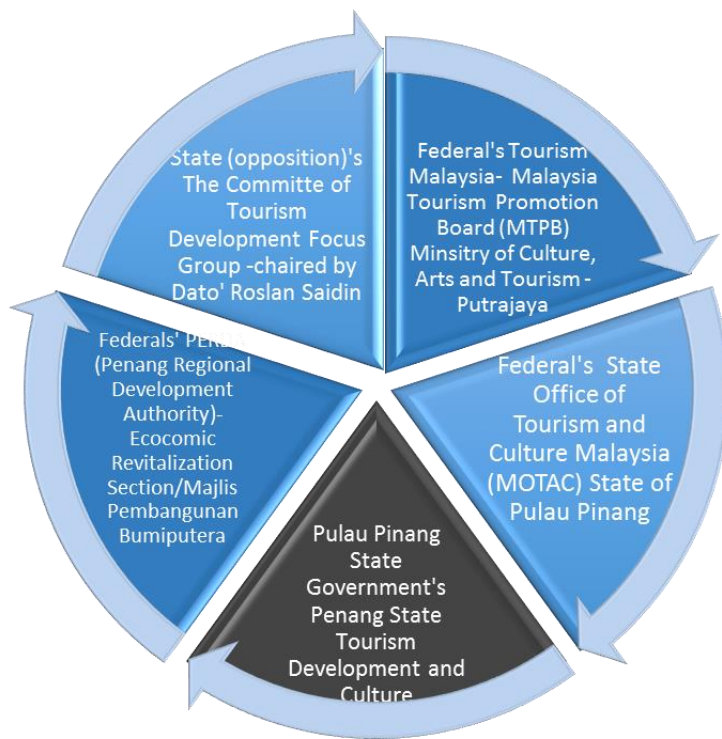 State (opposition)'s
The Committe of
Tourism
Development Focus
Group -chaired by
Dato' Roslan Saidin
Federal's Tourism
Malaysia- Malaysia
Tourism Promotion
Board (MTPB)
Minsitry of Culture,
Arts and Tourism -
Putrajaya
Federal's State
Office of
Tourism and
Culture Malaysia
(MOTAC) State of
Pulau Pinang
Pulau Pinang
State
Government's
Penang State
Tourism
Development and
Culture
Federals' PERDA
(Penang Regional
Development
Authority)-
Ecocomic
Revitalization
Section/Majlis
Pembangunan
Bumiputera